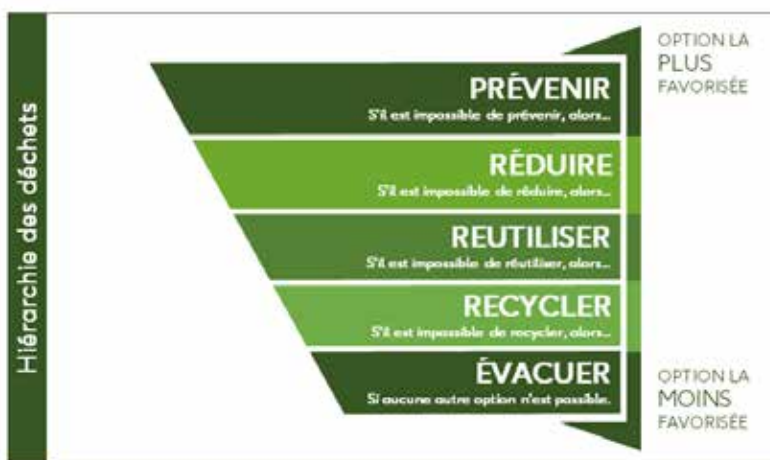 Hiérarchie des déchets
PRÉVENIR
S'il est impossible de prévenir, alors...
RÉDUIRE
S'il est impossible de réduire, alors...
REUTILISER
S'il est impossible de réutiliser, alors...
RECYCLER
S'il est impossible de recycler, alors...
ÉVACUER
Si aucune autre option n'est possible.
OPTION LA
PLUS
FAVORISÉE
OPTION LA
MOINS
FAVORISÉE